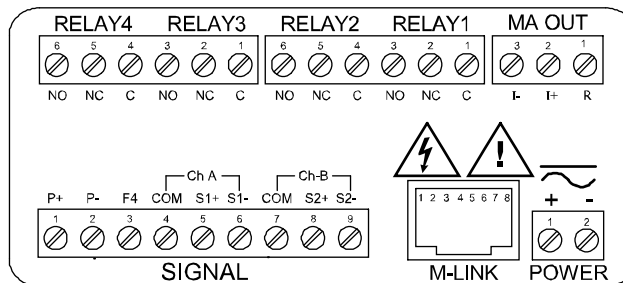 RELAY4 RELAY3 RELAY2 RELAY1 MA OUT
6 5 4 3 2 1 6 5 4 3 2 1 3 2 1
NO NC C NO NC C NO NC C NO NC C I- I+ R
Ch A Ch-B
P+ P- F4 COM S1+ S1- COM S2+ S2-
1 2 3 4 5 6 7 8 9
SIGNAL
!
1 2 3 4 5 6 7 8
M-LINK
+ -
1 2
POWER